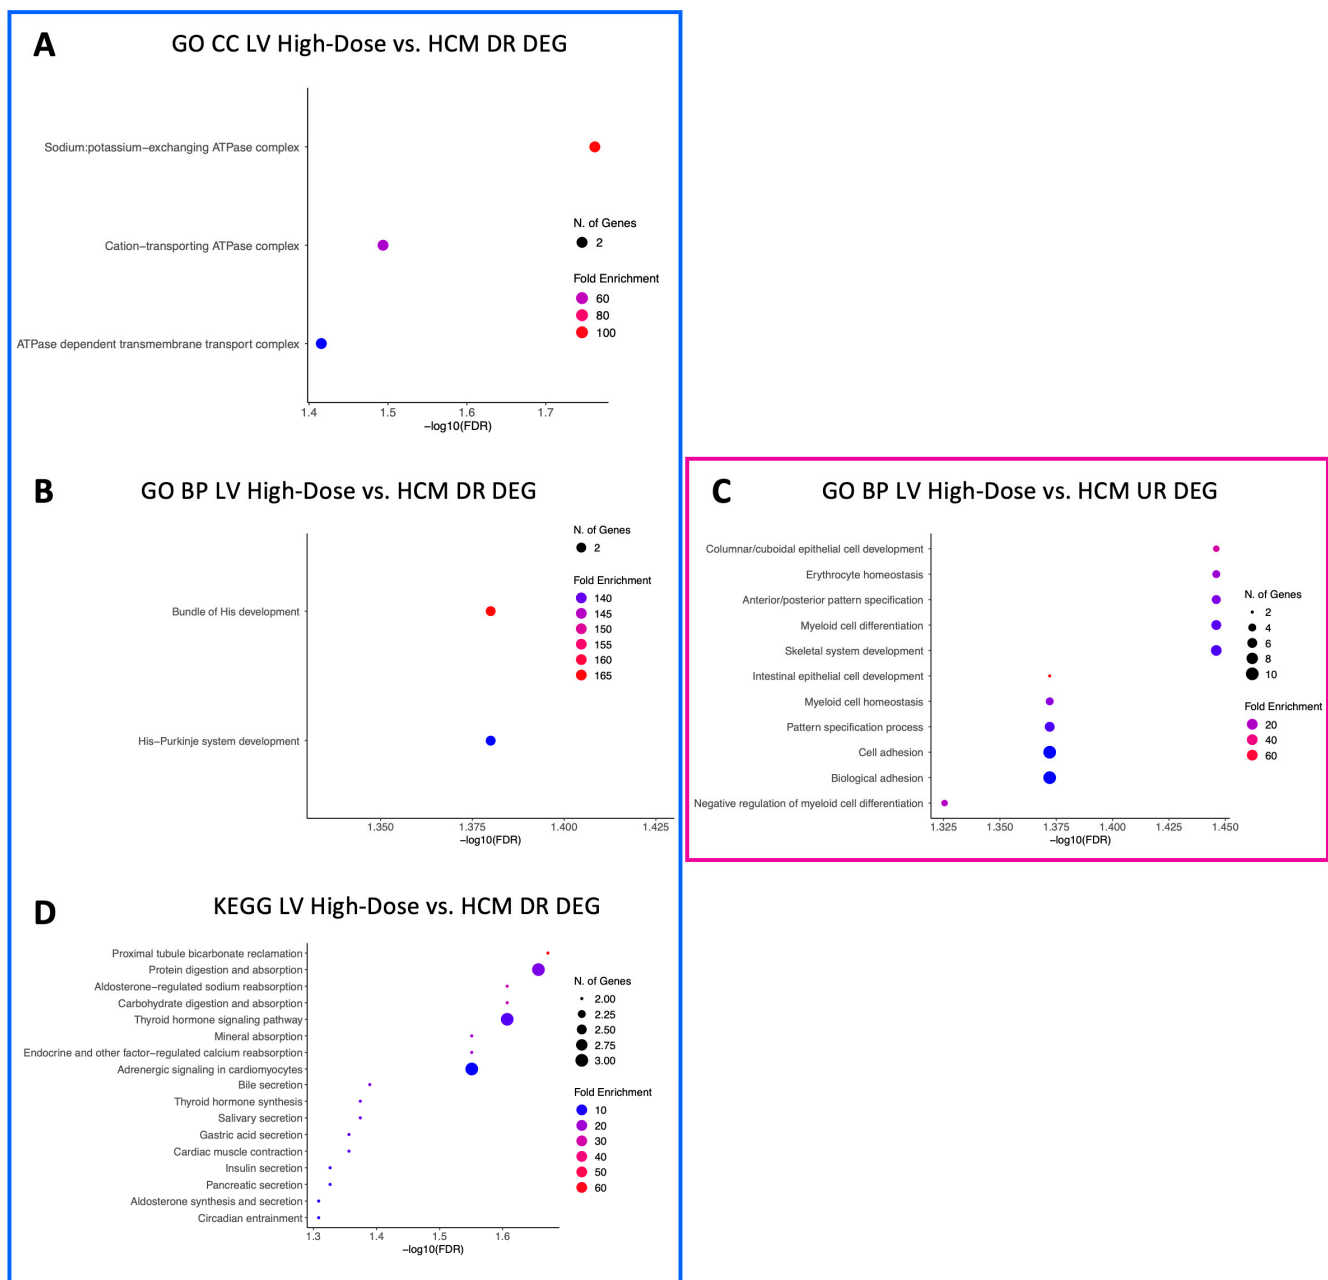 A
GO CC LV High-Dose vs. HCM DR DEG
Sodium:potassium−exchanging ATPase complex
Cation−transporting ATPase complex
ATPase dependent transmembrane transport complex
N. of Genes
2
Fold Enrichment
60
80
100
1.4 1.5 1.6 1.7
−log10(FDR)
B
GO BP LV High-Dose vs. HCM DR DEG
Bundle of His development
His−Purkinje system development
N. of Genes
2
Fold Enrichment
140
145
150
155
160
165
1.350 1.375 1.400 1.425
−log10(FDR)
C
GO BP LV High-Dose vs. HCM UR DEG
Columnar/cuboidal epithelial cell development
Erythrocyte homeostasis
Anterior/posterior pattern specification
Myeloid cell differentiation
Skeletal system development
Intestinal epithelial cell development
Myeloid cell homeostasis
Pattern specification process
Cell adhesion
Biological adhesion
Negative regulation of myeloid cell differentiation
N. of Genes
2
4
6
8
10
Fold Enrichment
20
40
60
1.325 1.350 1.375 1.400 1.425 1.450
−log10(FDR)
D
KEGG LV High-Dose vs. HCM DR DEG
Proximal tubule bicarbonate reclamation
Protein digestion and absorption
Aldosterone−regulated sodium reabsorption
Carbohydrate digestion and absorption
Thyroid hormone signaling pathway
Mineral absorption
Endocrine and other factor−regulated calcium reabsorption
Adrenergic signaling in cardiomyocytes
Bile secretion
Thyroid hormone synthesis
Salivary secretion
Gastric acid secretion
Cardiac muscle contraction
Insulin secretion
Pancreatic secretion
Aldosterone synthesis and secretion
Circadian entrainment
N. of Genes
2.00
2.25
2.50
2.75
3.00
Fold Enrichment
10
20
30
40
50
60
1.3 1.4 1.5 1.6
−log10(FDR)